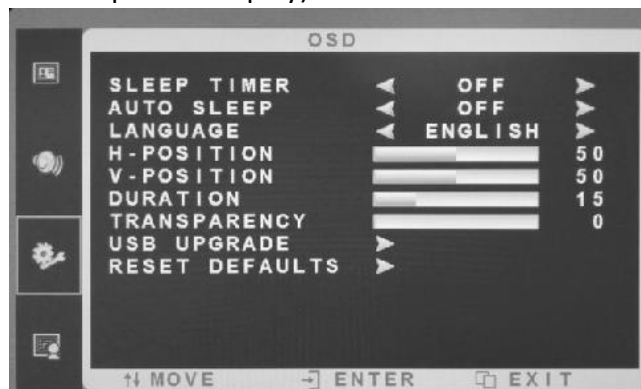 OSD
SLEEP TIMER OFF
AUTO SLEEP OFF
LANGUAGE ENGLISH
H-POSITION 50
V-POSITION 50
DURATION 15
TRANSPARENCY 0
USB UPGRADE
RESET DEFAULTS
MOVE ENTER EXIT